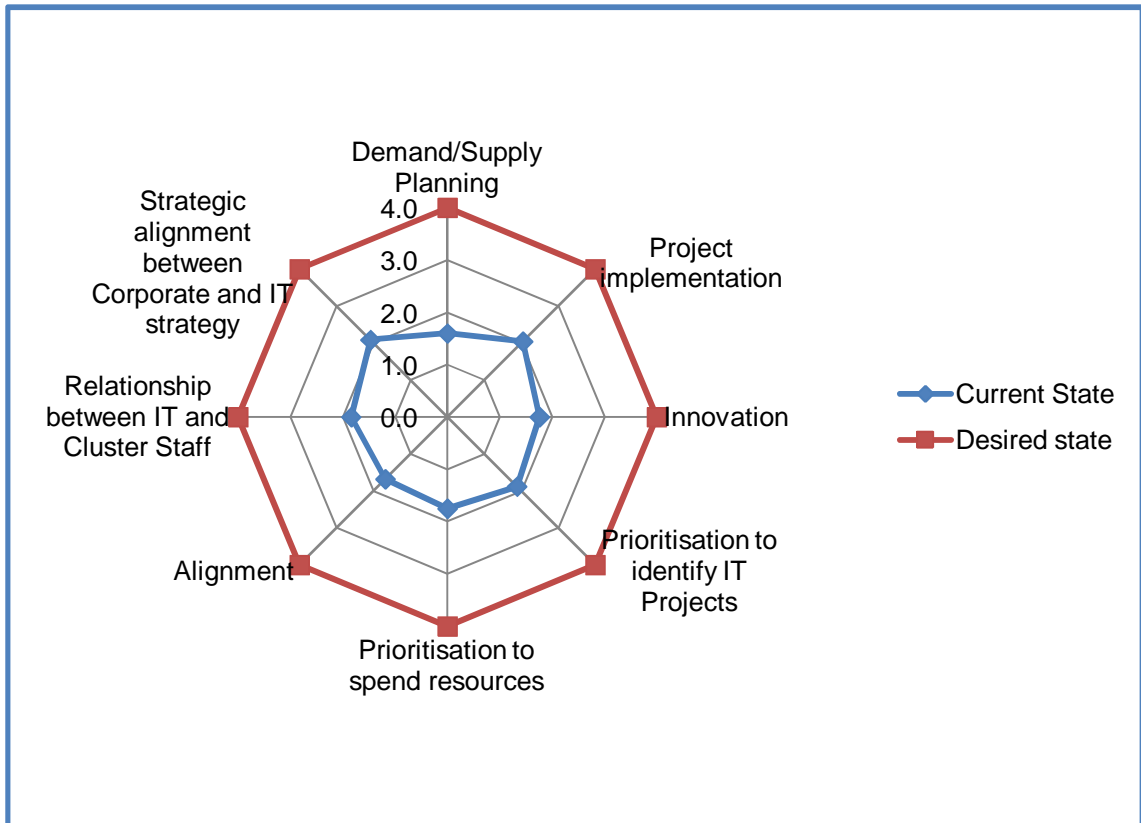 Demand/Supply
Planning
4.0
3.0
2.0
1.0
0.0
Project
implementation
Innovation
Prioritisation to
identify IT
Projects
Prioritisation to
spend resources
Alignment
Relationship
between IT and
Cluster Staff
Strategic
alignment
between
Corporate and IT
strategy
Current State
Desired state